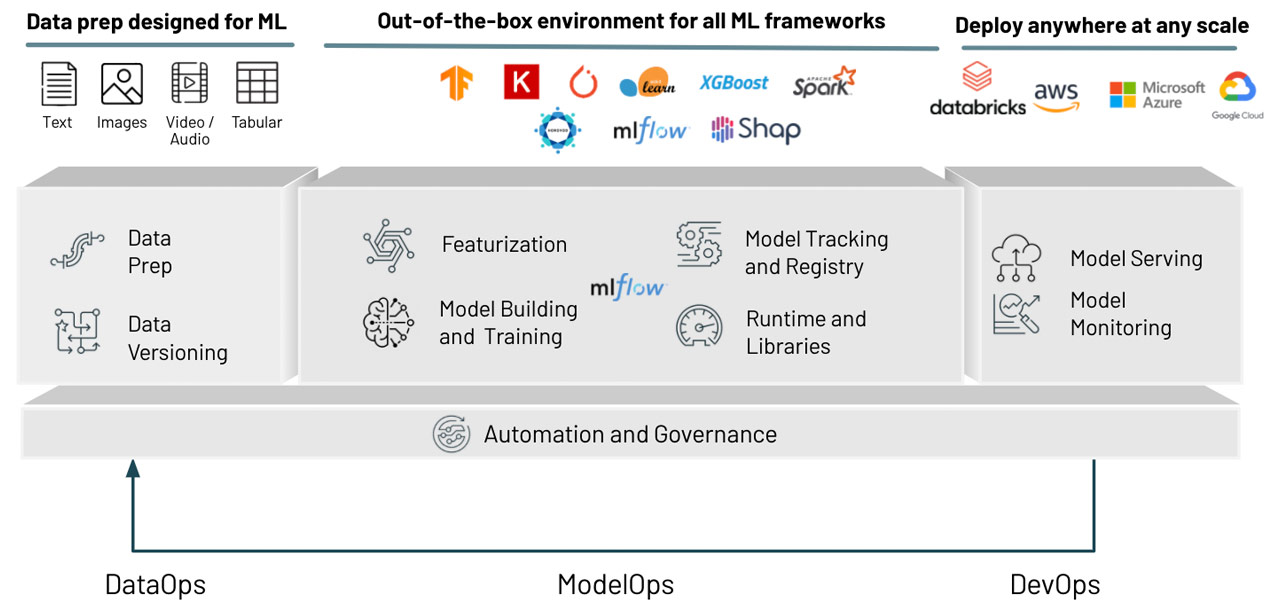 Data prep designed for ML
Out-of-the-box environment for all ML frameworks
Deploy anywhere at any scale
Text
Images
Video /
Audio
Tabular
K
learn
XGBoost
APACHE
Spark
HOROVOD
mlflow
Shap
databricks
aws
Microsoft
Azure
Google Cloud
Data
Prep
Data
Versioning
Featurization
Model Building
and Training
mlflow
Model Tracking
and Registry
Runtime and
Libraries
Model Serving
Model
Monitoring
Automation and Governance
DataOps
ModelOps
DevOps